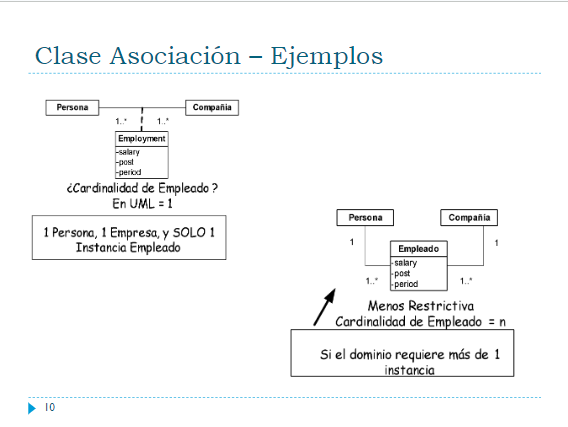 Clase Asociación – Ejemplos
Persona
Compañia
1..*
1..*
Employment
-salary
-post
-period
¿Cardinalidad de Empleado ?
En UML = 1
1 Persona, 1 Empresa, y SOLO 1
Instancia Empleado
Persona
Compañia
1
1
Empleado
-salary
-post
-period
1..*
1..*
Menos Restrictiva
Cardinalidad de Empleado = n
Si el dominio requiere más de 1
instancia
10